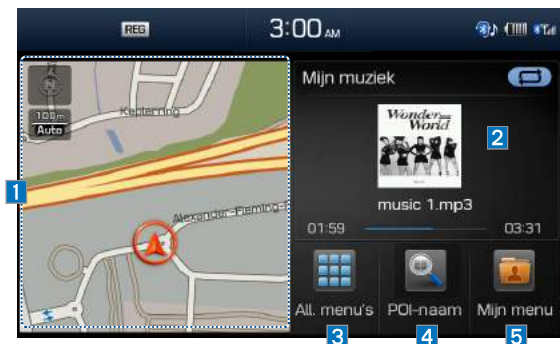 REG
3:00 AM
N
100m
Auto
Keplerring
Alexander-Fleming-
1
Mijn muziek
Wonder
World
2
music 1.mp3
01:59
03:31
All. menu's
POI-naam
Mijn menu
3
4
5